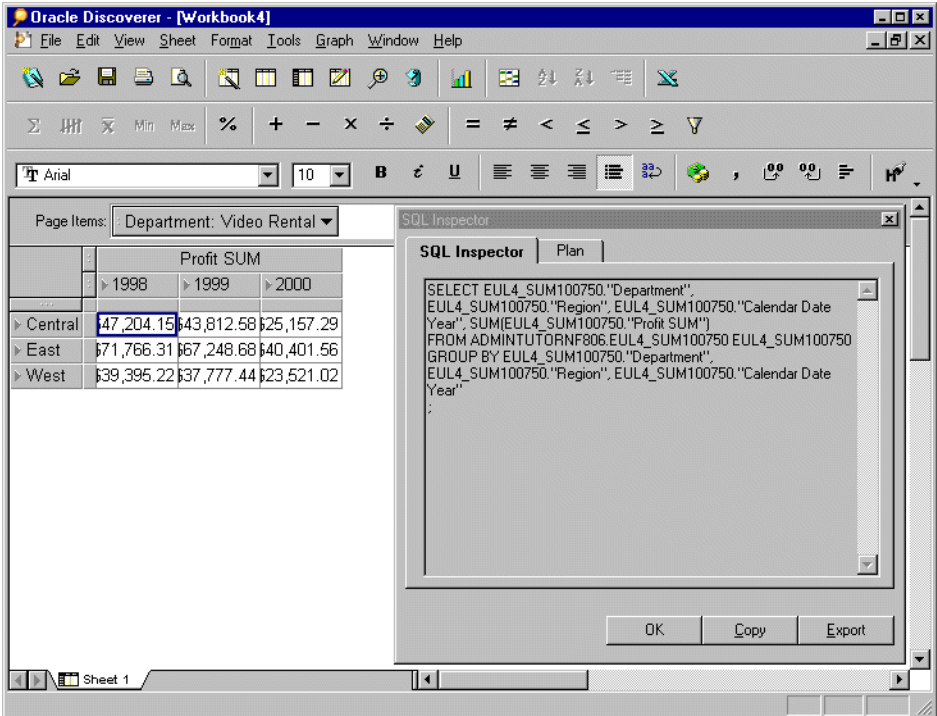 Oracle Discoverer - [Workbook4]
File Edit View Sheet Format Tools Graph Window Help
Min Max %
Arial 10 B i U
Page Items: Department: Video Rental
Profit SUM
1998 1999 2000
Central $47,204.15 $43,812.58 $25,157.29
East $71,766.31 $67,248.68 $40,401.56
West $39,395.22 $37,777.44 $23,521.02
SQL Inspector
SQL Inspector Plan
SELECT EUL4_SUM100750."Department",
EUL4_SUM100750."Region", EUL4_SUM100750."Calendar Date
Year", SUM(EUL4_SUM100750."Profit SUM")
FROM ADMINTUTORNF806.EUL4_SUM100750 EUL4_SUM100750
GROUP BY EUL4_SUM100750."Department",
EUL4_SUM100750."Region", EUL4_SUM100750."Calendar Date
Year"
;
OK Copy Export
Sheet 1